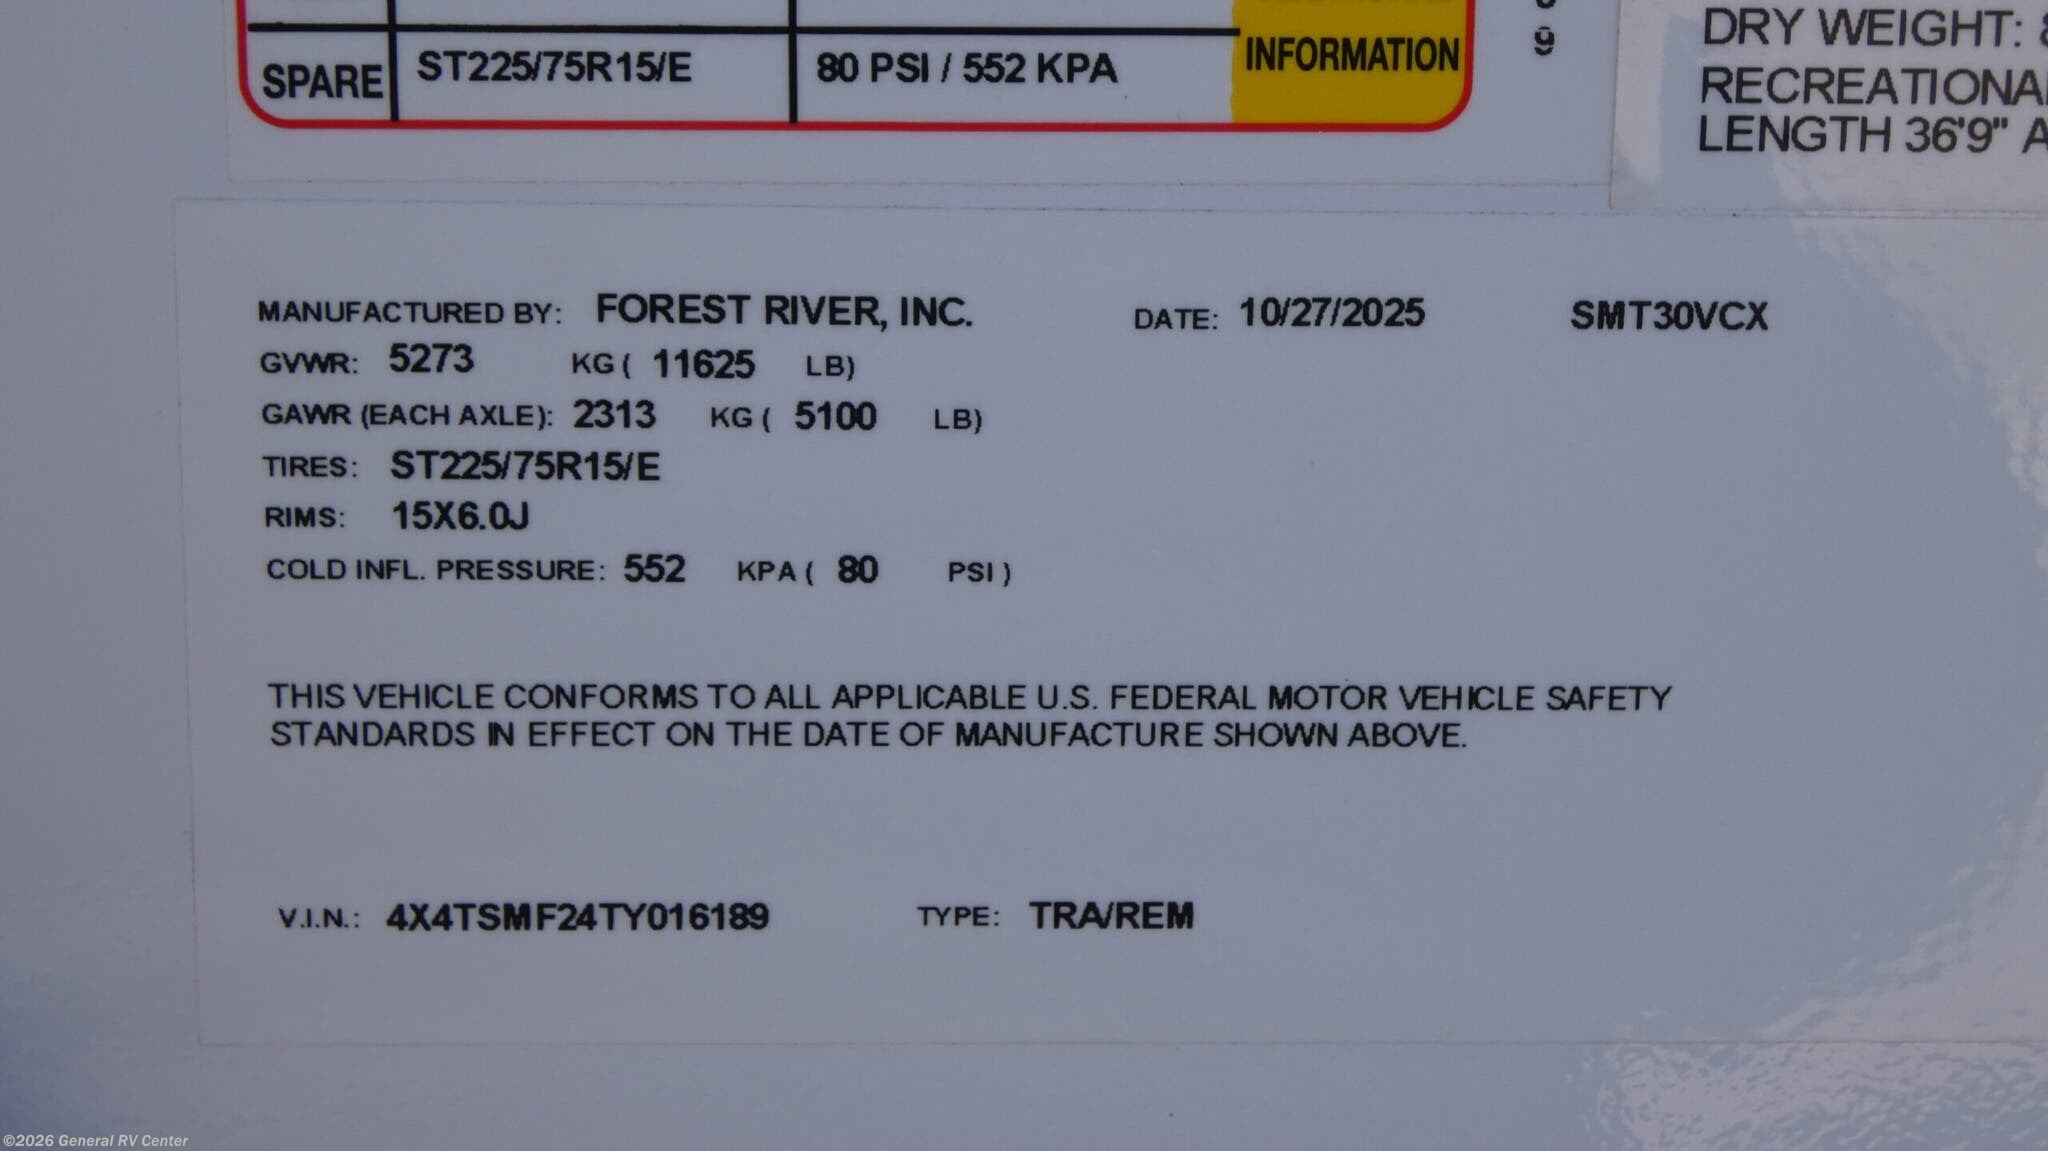 SPARE ST225/75R15/E 80 PSI / 552 KPA INFORMATION
9
DRY WEIGHT:
LENGTH 36'9"
MANUFACTURED BY: FOREST RIVER, INC. DATE: 10/27/2025 SMT30VCX
GVWR: 5273 KG ( 11625 LB)
GAWR (EACH AXLE): 2313 KG ( 5100 LB)
TIRES: ST225/75R15/E
RIMS: 15X6.0J
COLD INFL. PRESSURE: 552 KPA ( 80 PSI )
THIS VEHICLE CONFORMS TO ALL APPLICABLE U.S. FEDERAL MOTOR VEHICLE SAFETY
STANDARDS IN EFFECT ON THE DATE OF MANUFACTURE SHOWN ABOVE.
V.I.N.: 4X4TSMF24TY016189 TYPE: TRA/REM
©2026 General RV Center